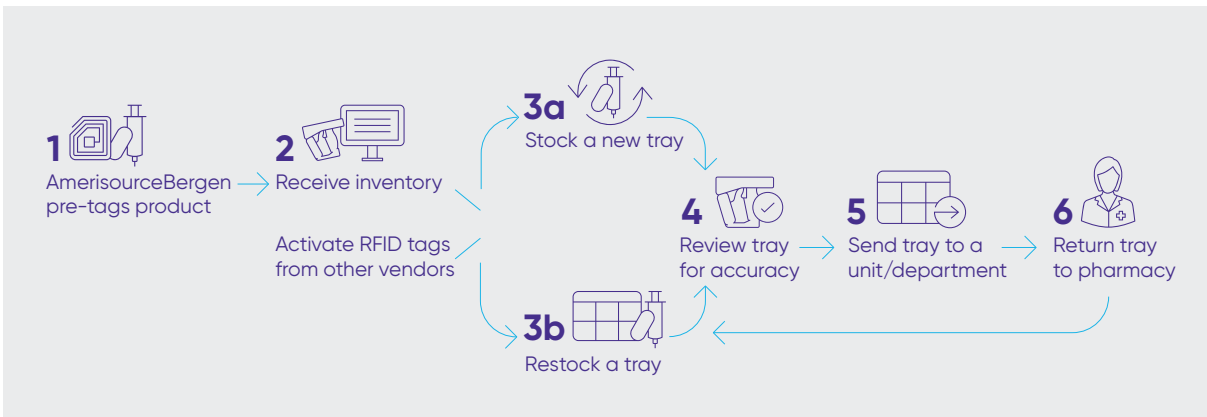 1
AmerisourceBergen
pre-tags product
2
Receive inventory
Activate RFID tags
from other vendors
3a
Stock a new tray
3b
Restock a tray
4
Review tray
for accuracy
5
Send tray to a
unit/department
6
Return tray
to pharmacy